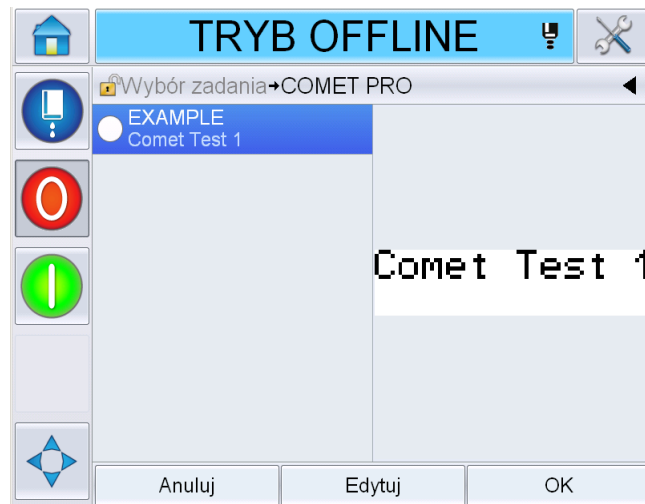 TRYB OFFLINE
Wybór zadania→COMET PRO
EXAMPLE
Comet Test 1
Comet Test 1
Anuluj Edytuj OK